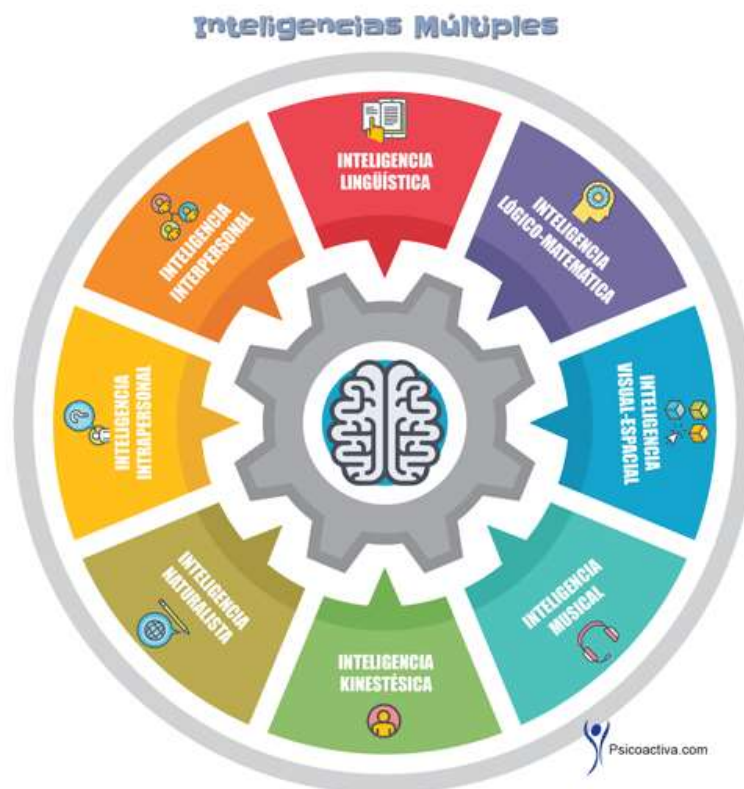 Inteligencias Múltiples
INTELIGENCIA
LINGÜÍSTICA
INTELIGENCIA
LÓGICO-MATEMÁTICA
INTELIGENCIA
VISUAL-ESPACIAL
INTELIGENCIA
MUSICAL
INTELIGENCIA
KINESTÉSICA
INTELIGENCIA
NATURALISTA
INTELIGENCIA
INTRAPERSONAL
INTELIGENCIA
INTERPERSONAL
Psicoactiva.com